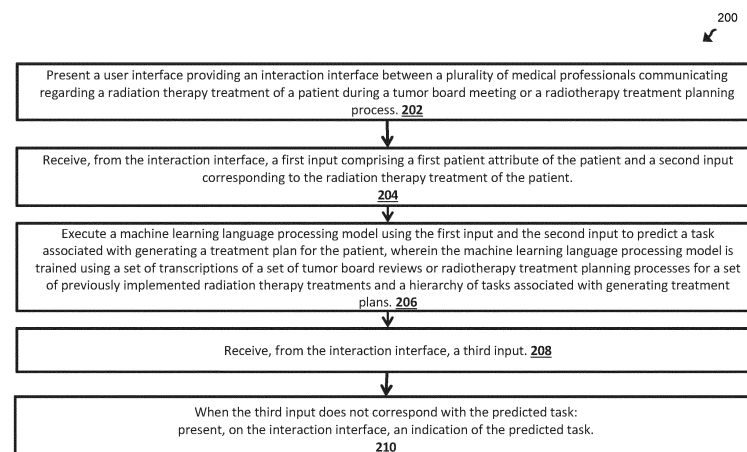 200
Present a user interface providing an interaction interface between a plurality of medical professionals communicating
regarding a radiation therapy treatment of a patient during a tumor board meeting or a radiotherapy treatment planning
process. 202
Receive, from the interaction interface, a first input comprising a first patient attribute of the patient and a second input
corresponding to the radiation therapy treatment of the patient.
204
Execute a machine learning language processing model using the first input and the second input to predict a task
associated with generating a treatment plan for the patient, wherein the machine learning language processing model is
trained using a set of transcriptions of a set of tumor board reviews or radiotherapy treatment planning processes for a set
of previously implemented radiation therapy treatments and a hierarchy of tasks associated with generating treatment
plans. 206
Receive, from the interaction interface, a third input. 208
When the third input does not correspond with the predicted task:
present, on the interaction interface, an indication of the predicted task.
210